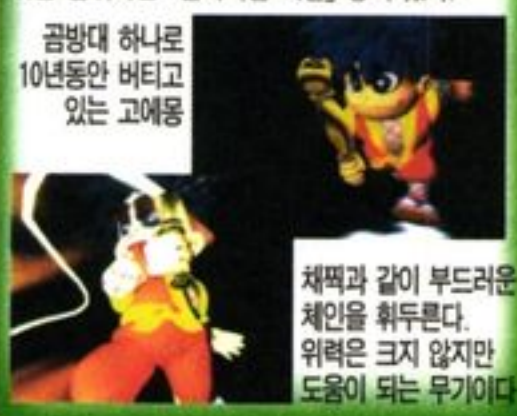 곰방대 하나로
10년동안 버티고
있는 고에몽
채찍과 같이 부드러운
체인을 휘두른다.
위력은 크지 않지만
도움이 되는 무기이다